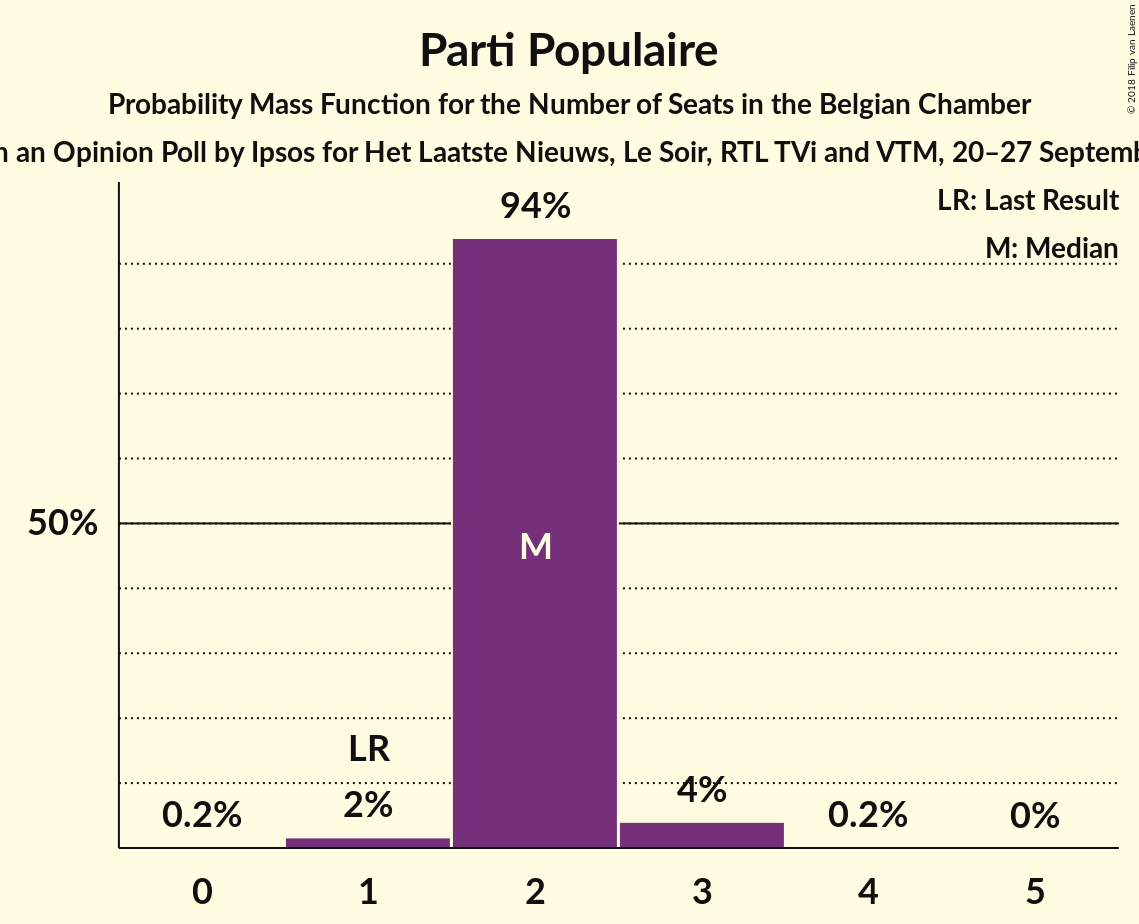 Parti Populaire
Probability Mass Function for the Number of Seats in the Belgian Chamber
an Opinion Poll by Ipsos for Het Laatste Nieuws, Le Soir, RTL TVi and VTM, 20–27
© 2018 Filip van Laenen
LR: Last Result
M: Median
94%
50%
M
LR
0.2%
2%
4%
0.2%
0%
0
1
2
3
4
5